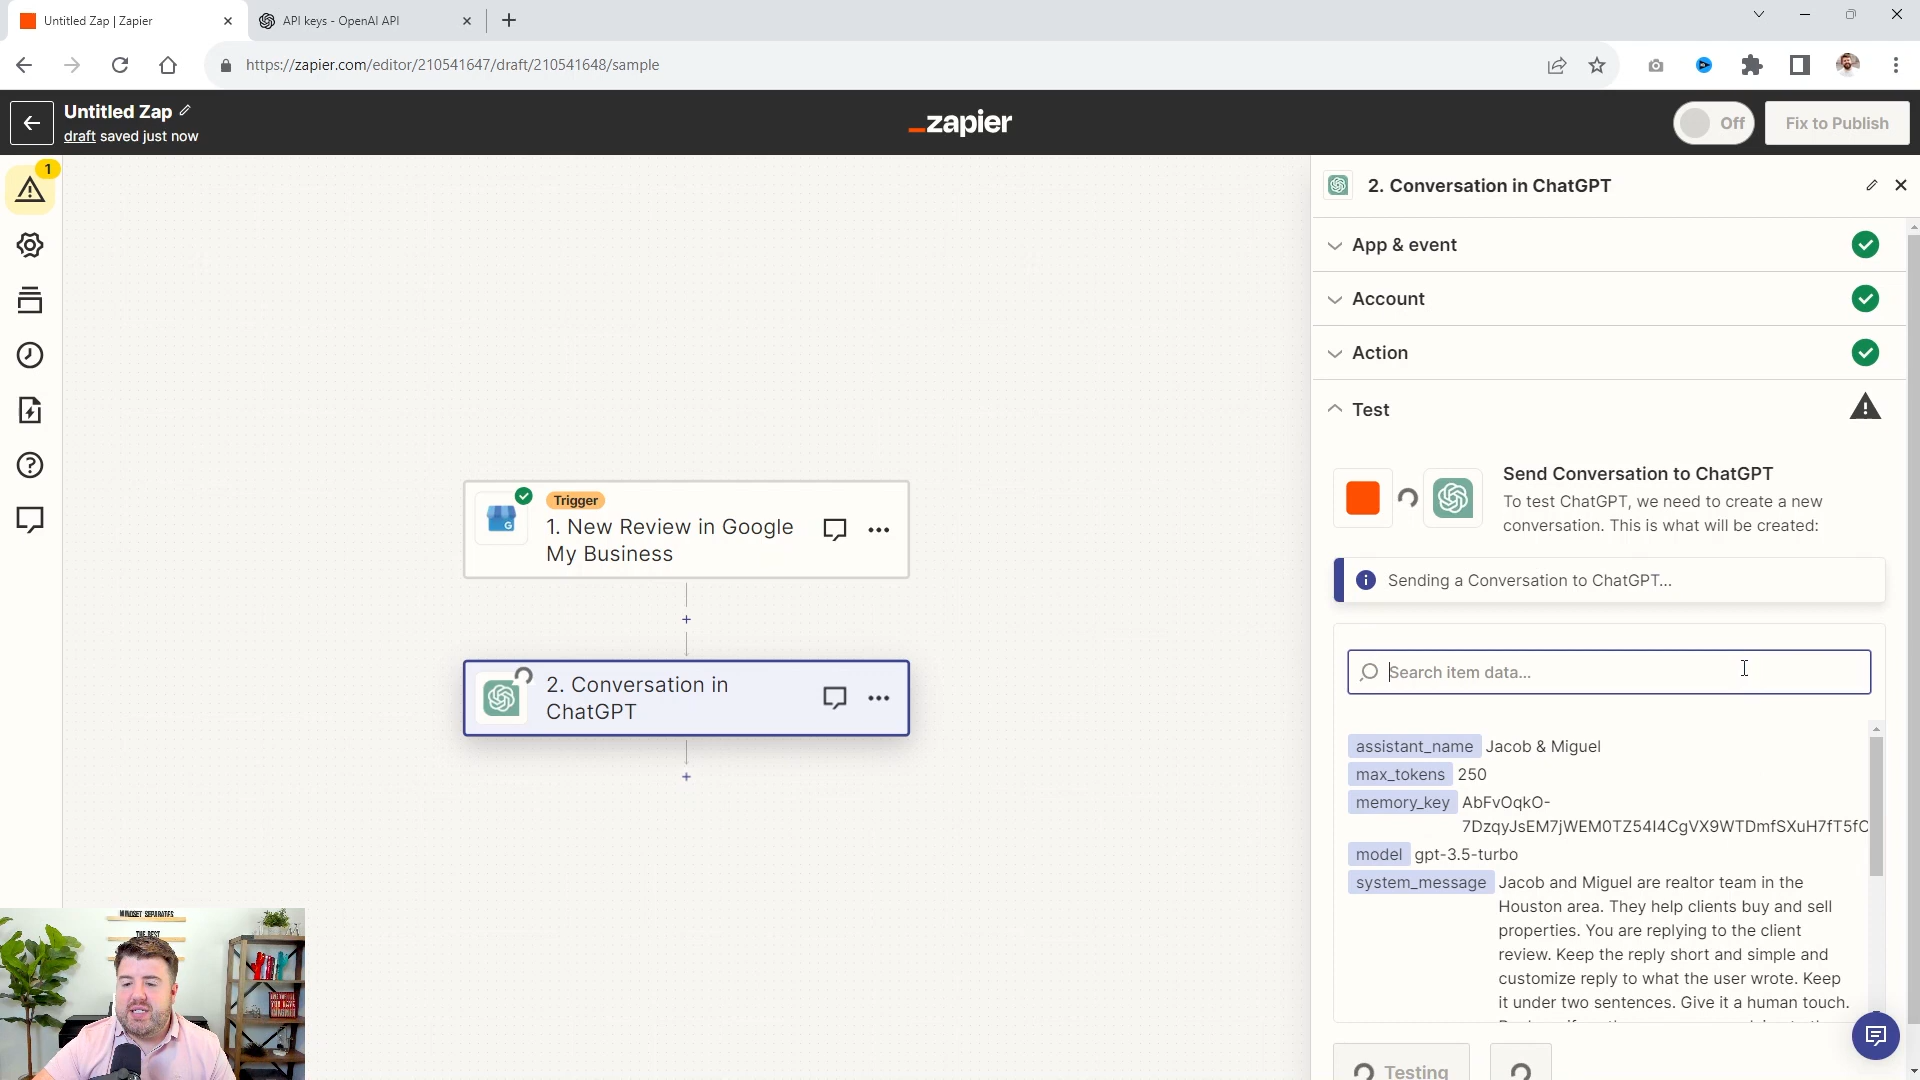 Untitled Zap | Zapier
API keys - OpenAI API
https://zapier.com/editor/210541647/draft/210541648/sample
Untitled Zap
draft saved just now
_zapier
Off
Fix to Publish
1
2. Conversation in ChatGPT
App & event
Account
Action
Test
Send Conversation to ChatGPT
To test ChatGPT, we need to create a new
conversation. This is what will be created:
Sending a Conversation to ChatGPT...
Search item data...
Trigger
1. New Review in Google
My Business
2. Conversation in
ChatGPT
assistant_name Jacob & Miguel
max_tokens 250
memory_key AbFvOqkO-
7DzqyJsEM7jWEM0TZ54I4CgVX9WTDmfSXuH7fT5fC
model gpt-3.5-turbo
system_message Jacob and Miguel are realtor team in the
Houston area. They help clients buy and sell
properties. You are replying to the client
review. Keep the reply short and simple and
customize reply to what the user wrote. Keep
it under two sentences. Give it a human touch.
Testing
MINDSET SEPARATES
THE BEST